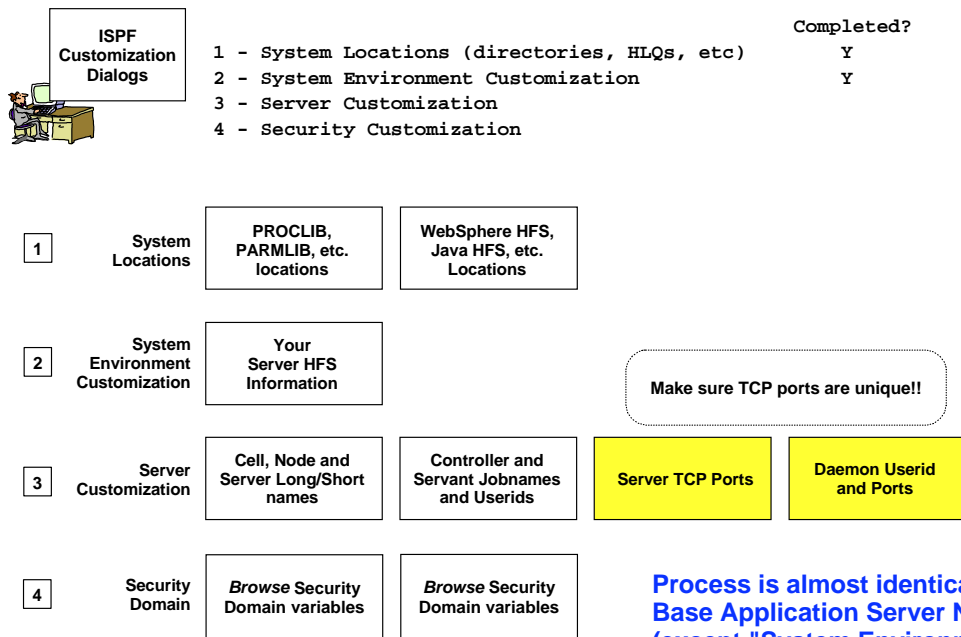 ISPF
Customization
Dialogs
Completed?
1 - System Locations (directories, HLQs, etc) Y
2 - System Environment Customization Y
3 - Server Customization
4 - Security Customization
1
System
Locations
PROCLIB,
PARMLIB, etc.
locations
WebSphere HFS,
Java HFS, etc.
Locations
2
System
Environment
Customization
Your
Server HFS
Information
Make sure TCP ports are unique!!
3
Server
Customization
Cell, Node and
Server Long/Short
names
Controller and
Servant Jobnames
and Userids
Server TCP Ports
Daemon Userid
and Ports
4
Security
Domain
Browse Security
Domain variables
Browse Security
Domain variables
Process is almost
Base Application Server